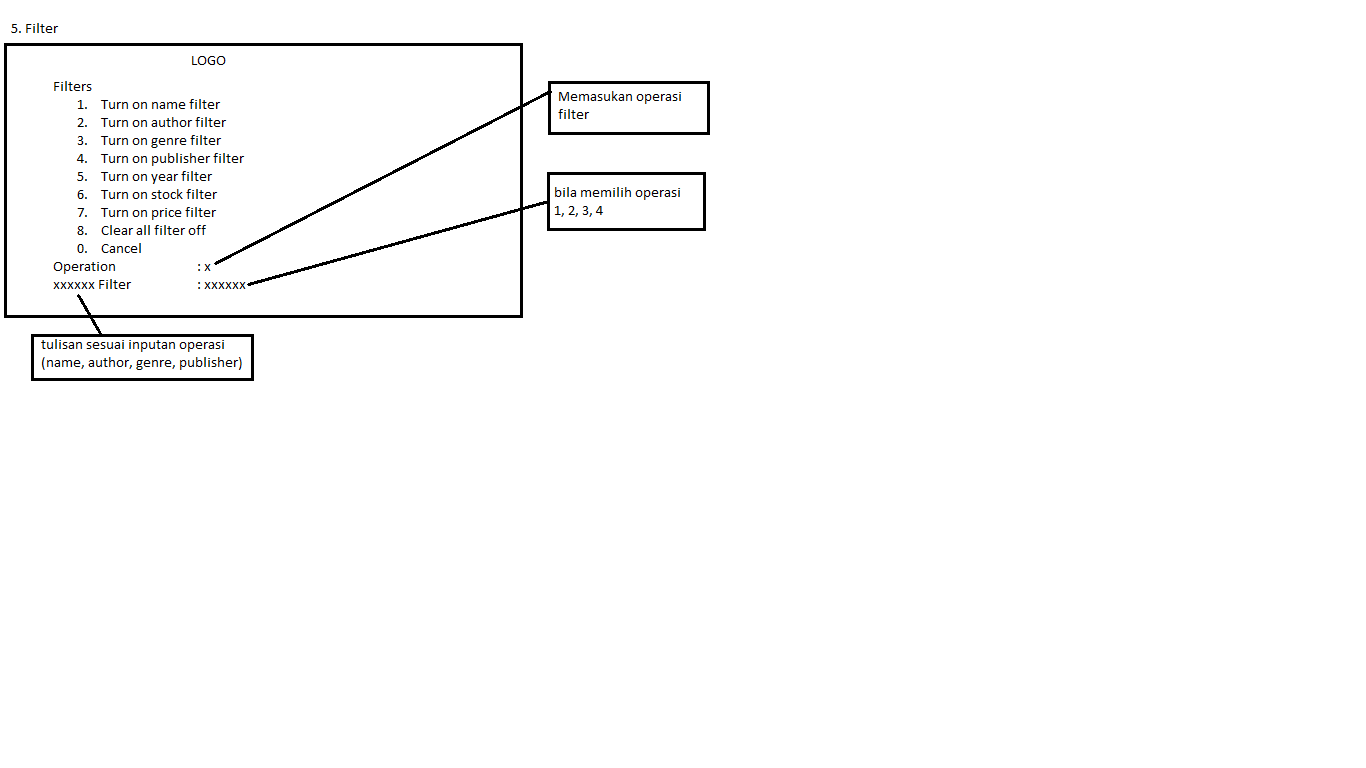 5. Filter
LOGO
Filters
1. Turn on name filter
2. Turn on author filter
3. Turn on genre filter
4. Turn on publisher filter
5. Turn on year filter
6. Turn on stock filter
7. Turn on price filter
8. Clear all filter off
0. Cancel
Operation : x
xxxxxx Filter : xxxxxx
Memasukan operasi
filter
bila memilih operasi
1, 2, 3, 4
tulisan sesuai inputan operasi
(name, author, genre, publisher)